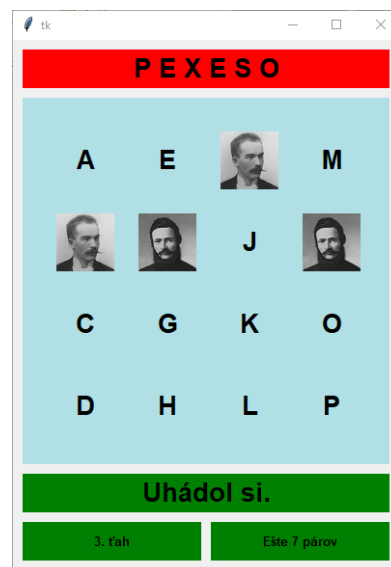 tk
P E X E S O
A E M
J
C G K O
D H L P
Uhádol si.
3. ťah Ešte 7 párov